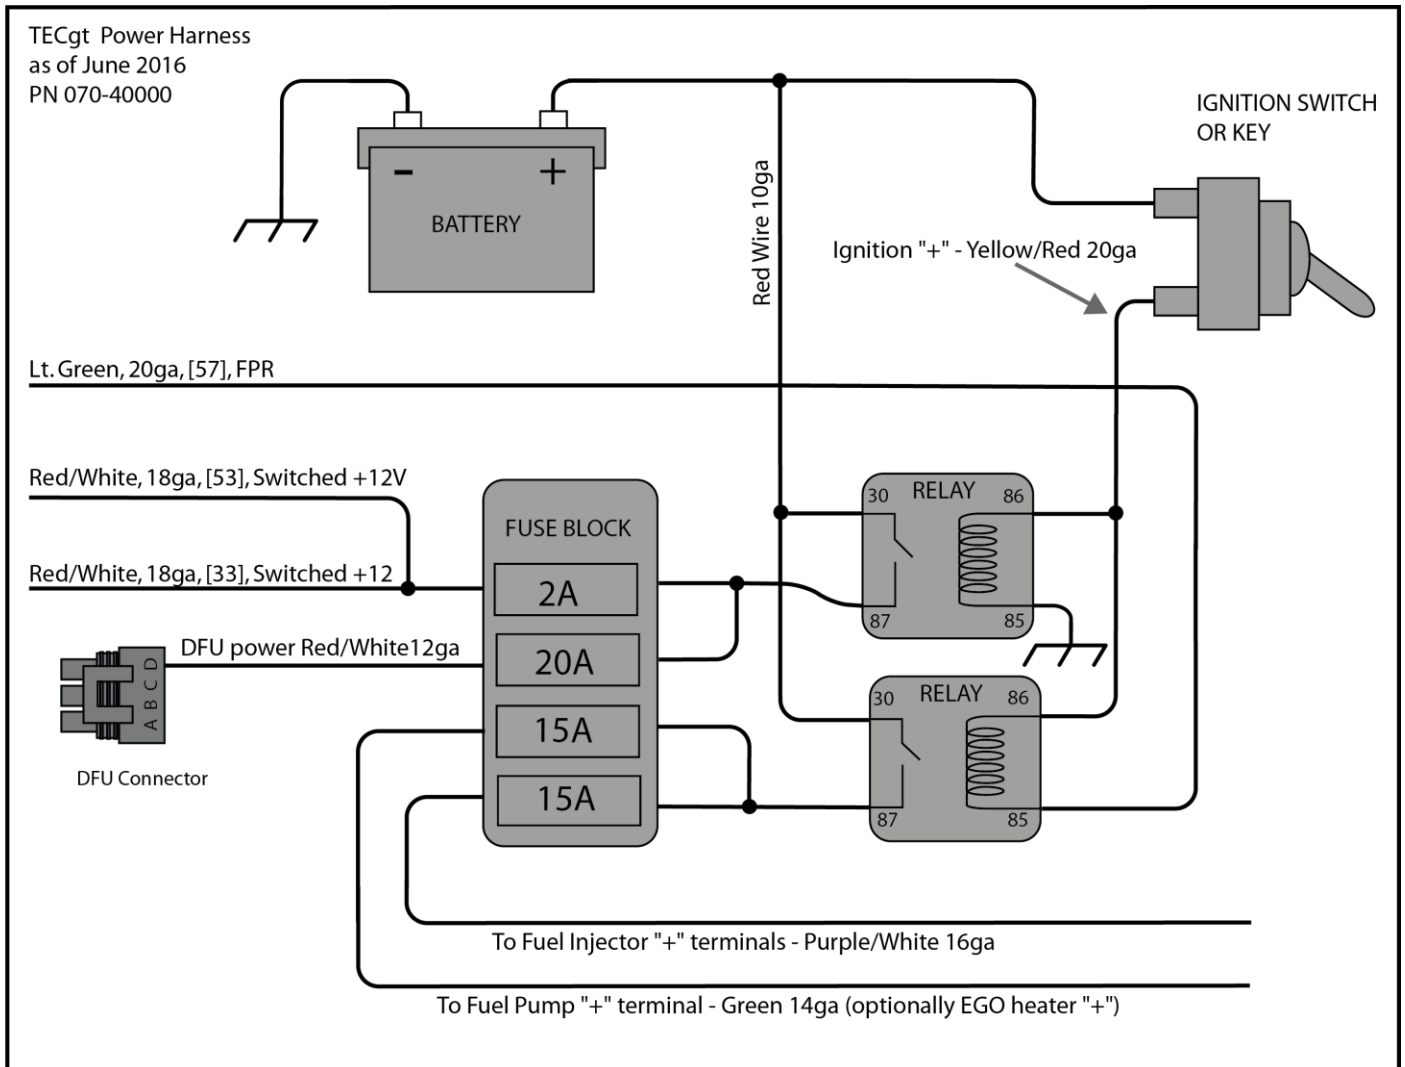 TECgt Power Harness
as of June 2016
PN 070-40000
IGNITION SWITCH
OR KEY
-
+
BATTERY
Red Wire 10ga
Ignition "+" - Yellow/Red 20ga
Lt. Green, 20ga, [57], FPR
Red/White, 18ga, [53], Switched +12V
Red/White, 18ga, [33], Switched +12
FUSE BLOCK
2A
20A
15A
15A
30
RELAY
86
87
85
DFU power Red/White12ga
A B C D
DFU Connector
30
RELAY
86
87
85
To Fuel Injector "+" terminals - Purple/White 16ga
To Fuel Pump "+" terminal - Green 14ga (optionally EGO heater "+")